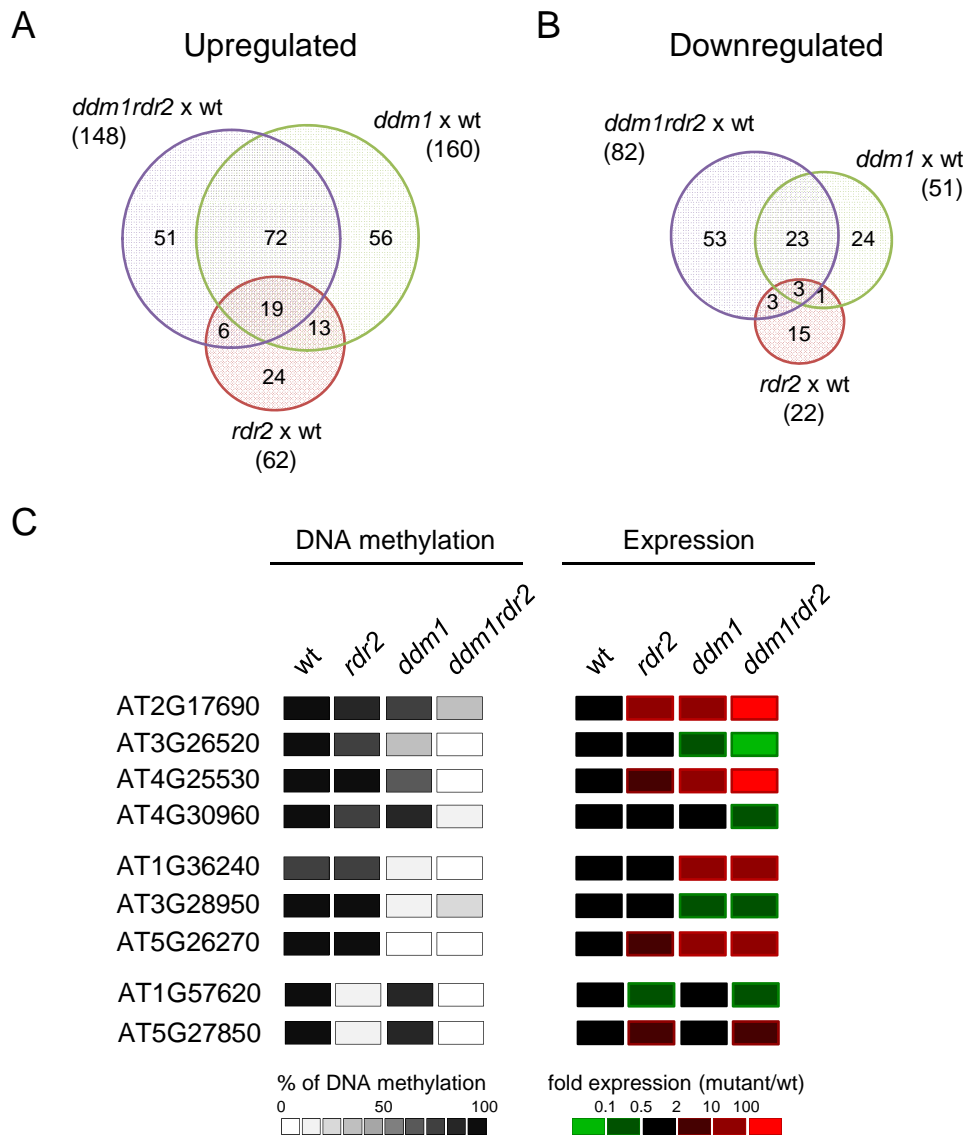 A
Upregulated
ddm1rdr2 x wt
(148)
ddm1 x wt
(160)
51
72
56
19
6
13
24
rdr2 x wt
(62)
B
Downregulated
ddm1rdr2 x wt
(82)
ddm1 x wt
(51)
53
23
24
3
3
1
15
rdr2 x wt
(22)
C
DNA methylation
Expression
wt rdr2 ddm1 ddm1rdr2
wt rdr2 ddm1 ddm1rdr2
AT2G17690
AT3G26520
AT4G25530
AT4G30960
AT1G36240
AT3G28950
AT5G26270
AT1G57620
AT5G27850
% of DNA methylation
0 50 100
fold expression (mutant/wt)
0.1 0.5 2 10 100